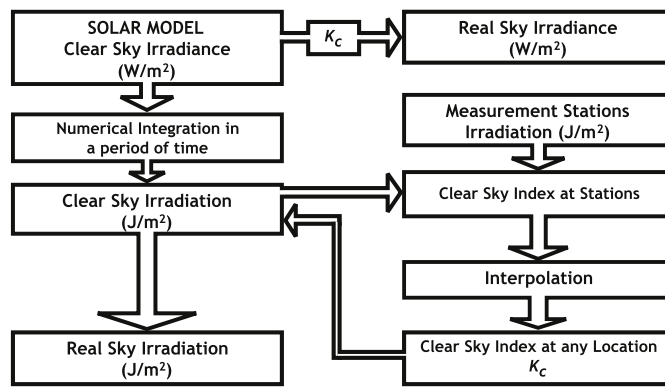 SOLAR MODEL
Clear Sky Irradiance
(W/m²)
K_C
Real Sky Irradiance
(W/m²)
Numerical Integration in
a period of time
Measurement Stations
Irradiation (J/m²)
Clear Sky Irradiation
(J/m²)
Clear Sky Index at Stations
Interpolation
Real Sky Irradiation
(J/m²)
Clear Sky Index at any Location
K_C